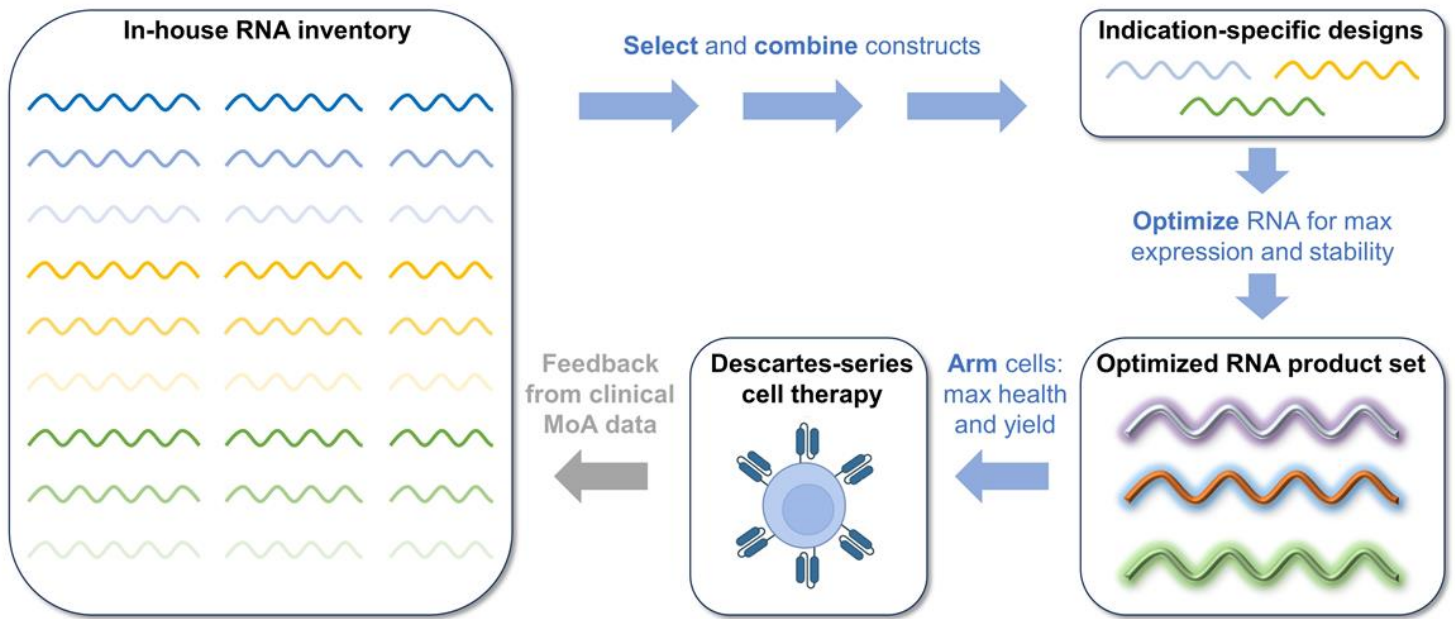 In-house RNA inventory
Select and combine constructs
Indication-specific designs
Optimize RNA for max
expression and stability
Optimized RNA product set
Arm cells:
max health
and yield
Descartes-series
cell therapy
Feedback
from clinical
MoA data